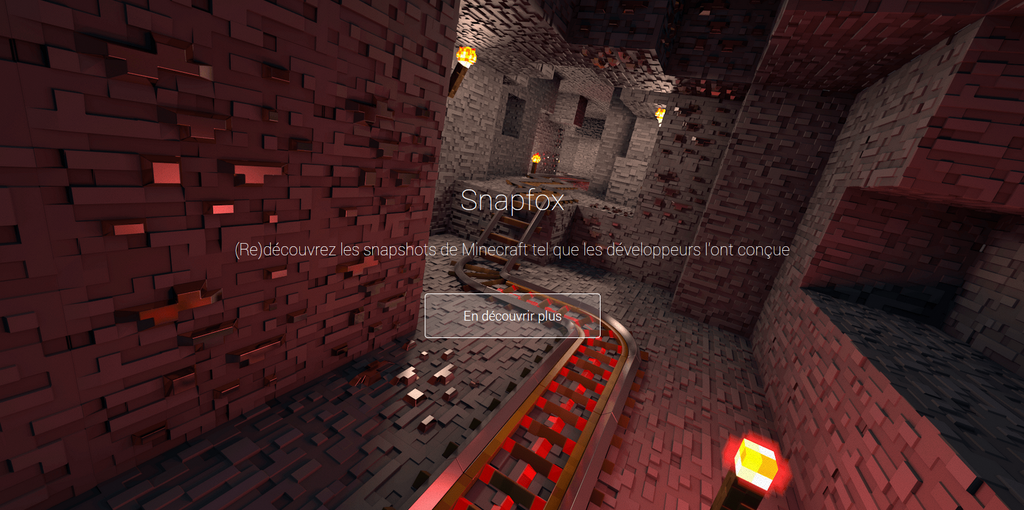 Snapfox
(Re)découvrez les snapshots de Minecraft tel que les développeurs l'ont conçue
En découvrir plus